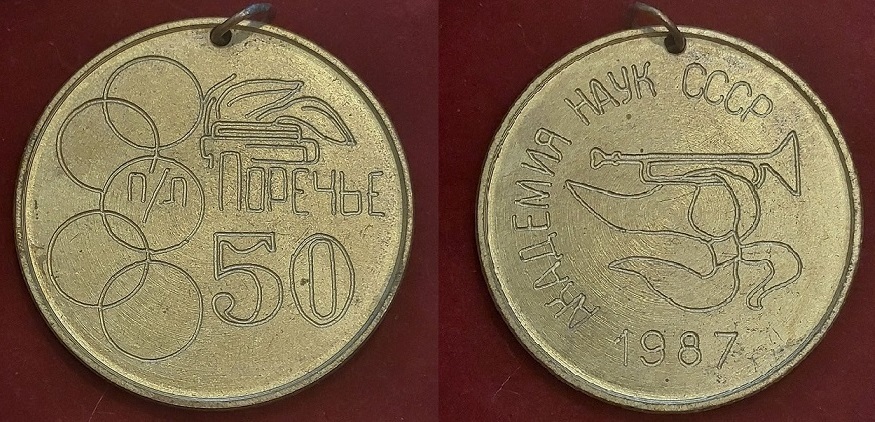 п/л ПОРЕЧЬЕ
50
АКАДЕМИЯ НАУК СССР
1987